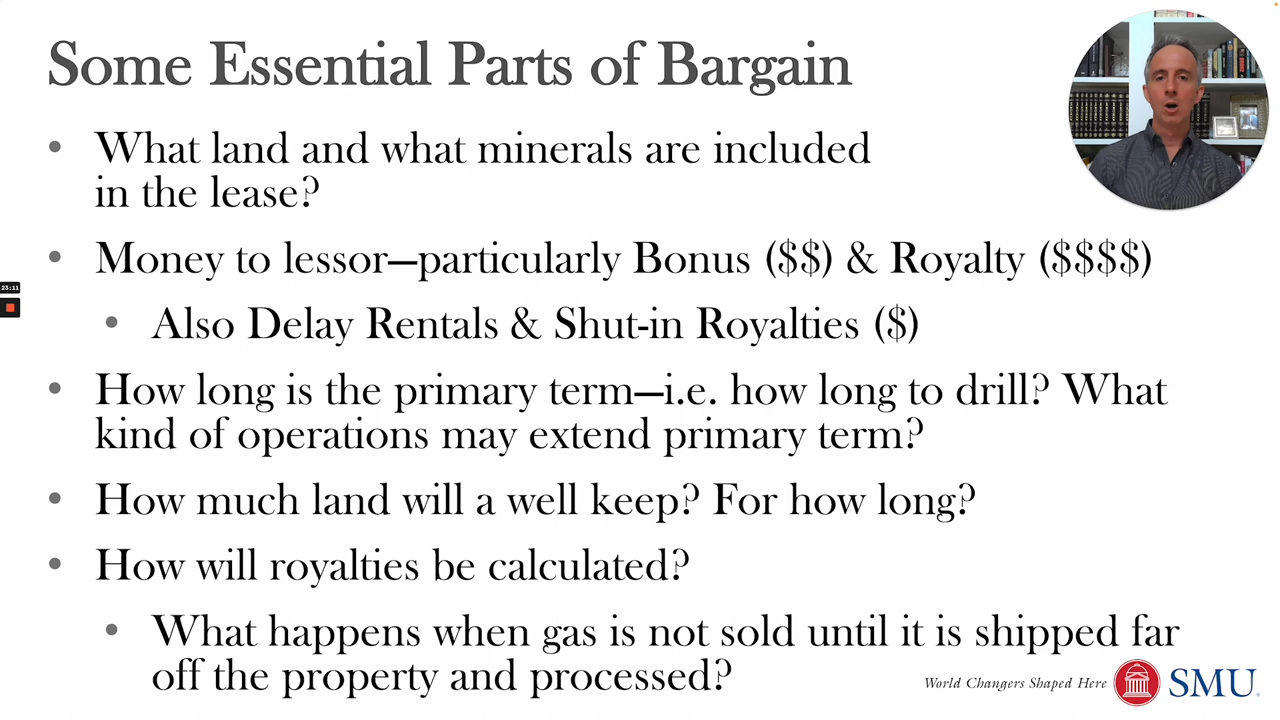 Some Essential Parts of Bargain
• What land and what minerals are included
in the lease?
• Money to lessor—particularly Bonus ($$) & Royalty ($$$$)
• Also Delay Rentals & Shut-in Royalties ($)
23:11
• How long is the primary term—i.e. how long to drill? What
kind of operations may extend primary term?
• How much land will a well keep? For how long?
• How will royalties be calculated?
• What happens when gas is not sold until it is shipped far
off the property and processed?
World Changers Shaped Here
SMU